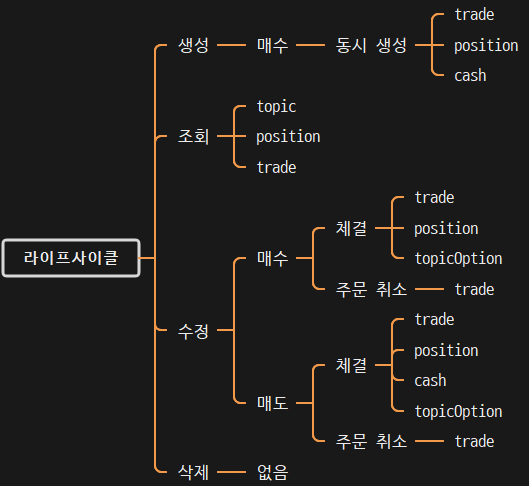 trade
생성 매수 동시 생성 position
cash
topic
조회 position
trade
trade
체결 position
매수 topicOption
주문 취소 trade
라이프사이클
수정
trade
체결 position
cash
매도 topicOption
주문 취소 trade
삭제 없음